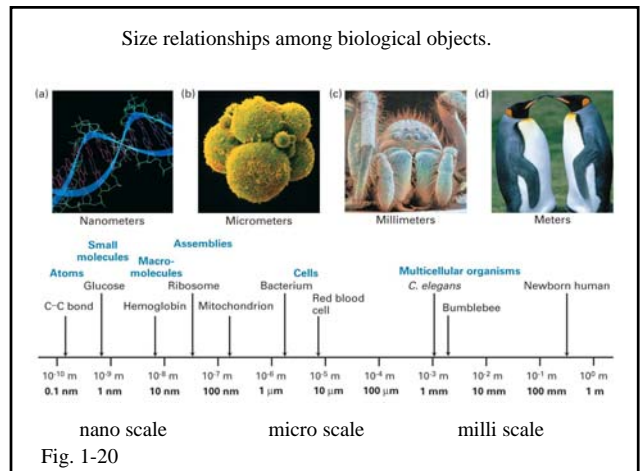 Size relationships among biological objects.
(a) (b) (c) (d)
Nanometers Micrometers Millimeters Meters
Small molecules Assemblies
Atoms Macro-molecules Cells Multicellular organisms
Glucose Ribosome Bacterium C. elegans Newborn human
C–C bond Hemoglobin Mitochondrion Red blood cell Bumblebee
10⁻¹⁰ m 10⁻⁹ m 10⁻⁸ m 10⁻⁷ m 10⁻⁶ m 10⁻⁵ m 10⁻⁴ m 10⁻³ m 10⁻² m 10⁻¹ m 10⁰ m
0.1 nm 1 nm 10 nm 100 nm 1 µm 10 µm 100 µm 1 mm 10 mm 100 mm 1 m
nano scale micro scale milli scale
Fig. 1-20